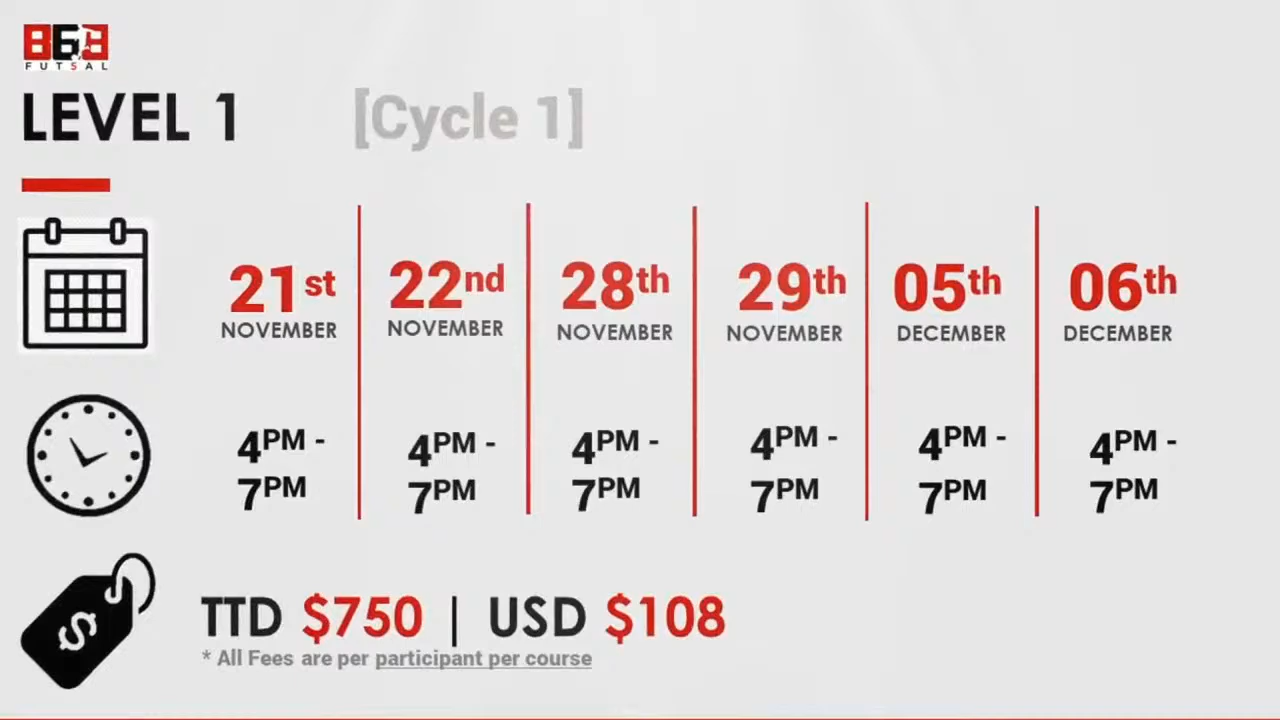 868
FUTSAL
LEVEL 1 [Cycle 1]
21st 22nd 28th 29th 05th 06th
NOVEMBER NOVEMBER NOVEMBER NOVEMBER DECEMBER DECEMBER
4PM - 4PM - 4PM - 4PM - 4PM - 4PM -
7PM 7PM 7PM 7PM 7PM 7PM
$
TTD $750 | USD $108
* All Fees are per participant per course